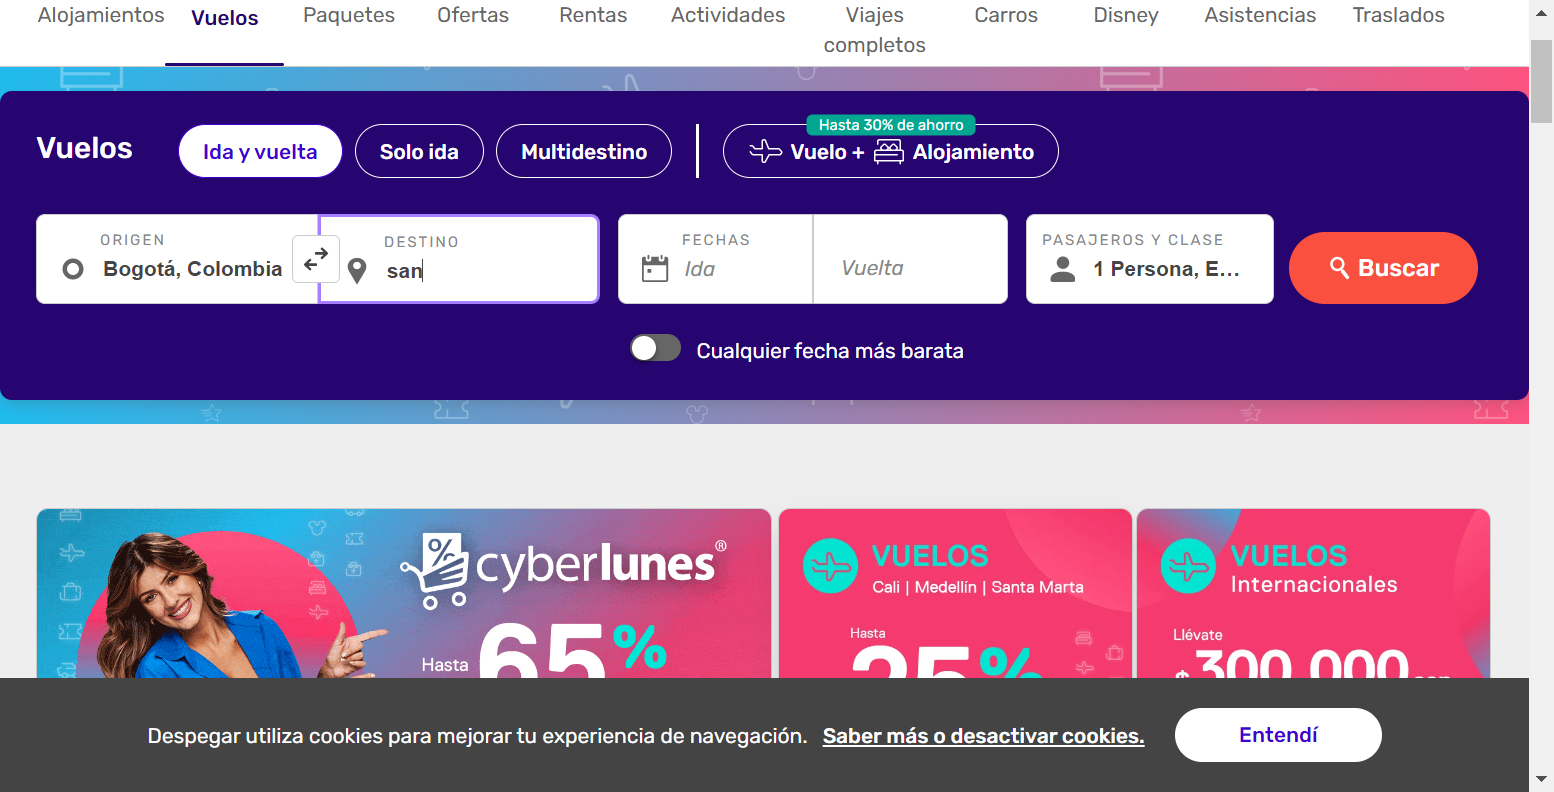 Alojamientos Vuelos Paquetes Ofertas Rentas Actividades Viajes completos Carros Disney Asistencias Traslados
Vuelos
Ida y vuelta
Solo ida
Multidestino
Hasta 30% de ahorro
Vuelo + Alojamiento
ORIGEN
Bogotá, Colombia
DESTINO
san
FECHAS
Ida
Vuelta
PASAJEROS Y CLASE
1 Persona, E...
Buscar
Cualquier fecha más barata
cyberlunes®
Hasta 65%
VUELOS
Cali | Medellín | Santa Marta
Hasta
25%
VUELOS
Internacionales
Llévate
$300.000
Despegar utiliza cookies para mejorar tu experiencia de navegación. Saber más o desactivar cookies.
Entendí